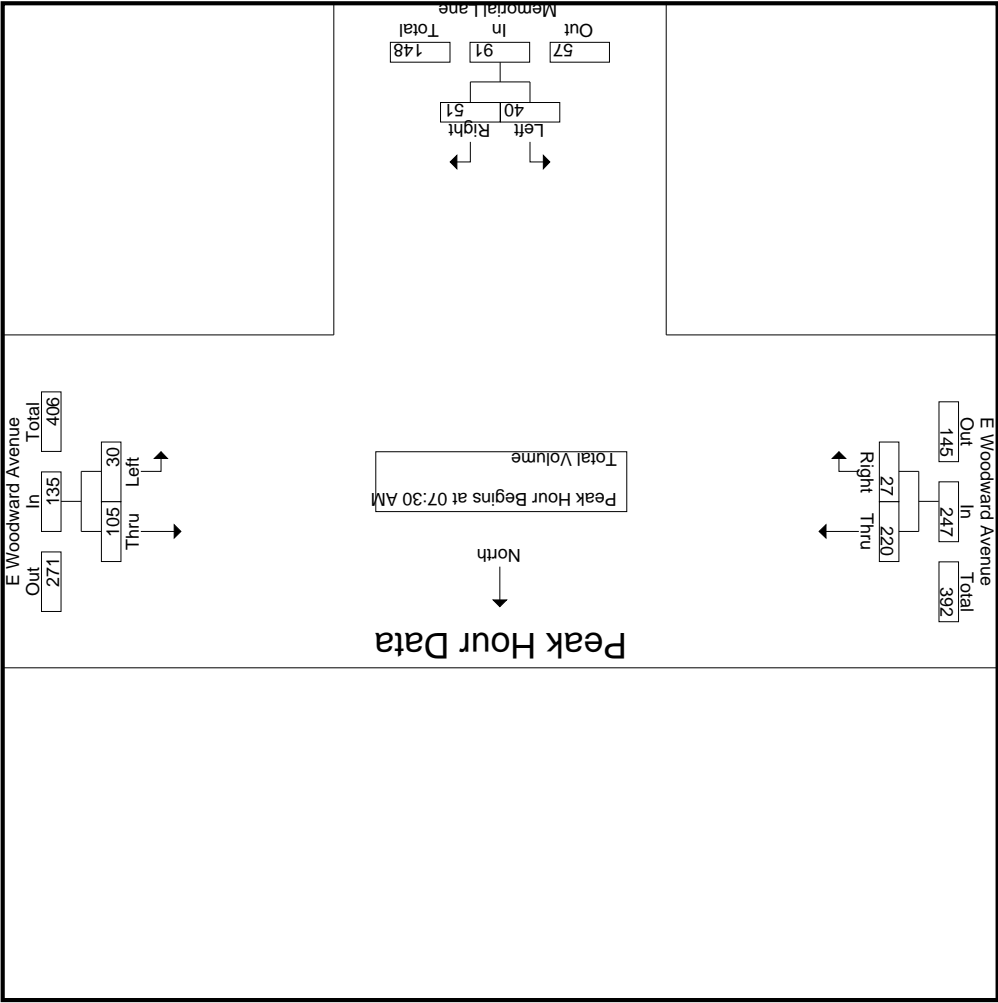 Peak Hour Data
North
Peak Hour Begins at 07:30 AM
Total Volume
E Woodward Avenue
Out In Total
145 247 392
27 220
Right Thru
E Woodward Avenue
Out In Total
271 135 406
105 30
Thru Left
Left Right
40 51
57 91 148
Out In Total
Memorial Lane